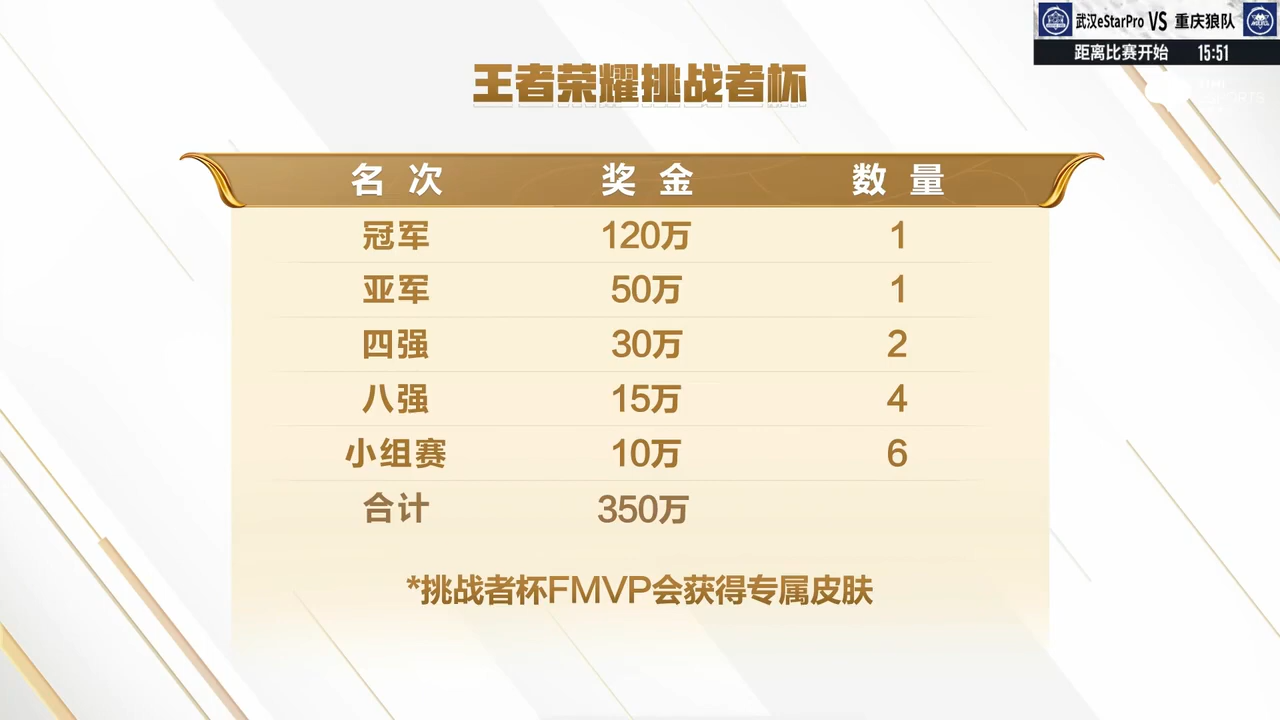 武汉eStarPro VS 重庆狼队
距离比赛开始 15:51
王者荣耀挑战者杯
名次 奖金 数量
冠军 120万 1
亚军 50万 1
四强 30万 2
八强 15万 4
小组赛 10万 6
合计 350万
*挑战者杯FMVP会获得专属皮肤